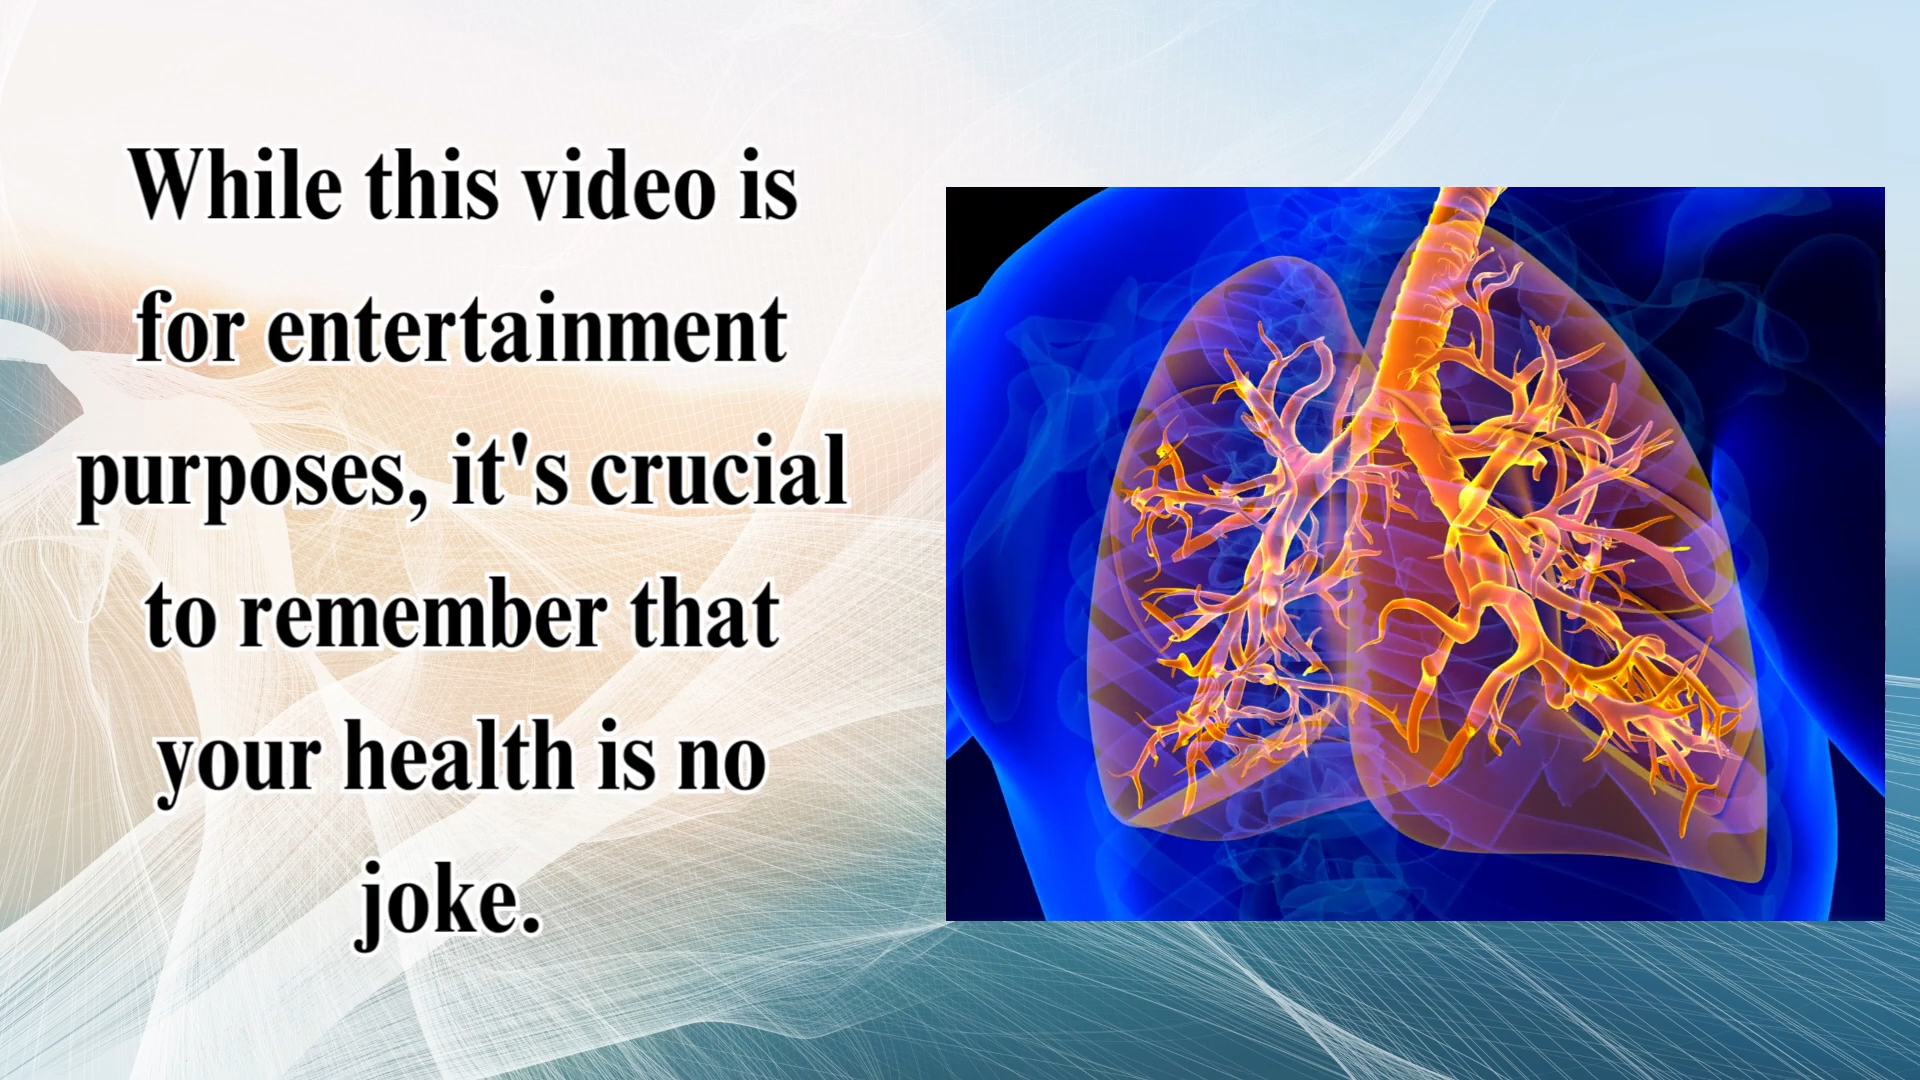 While this video is
for entertainment
purposes, it's crucial
to remember that
your health is no
joke.